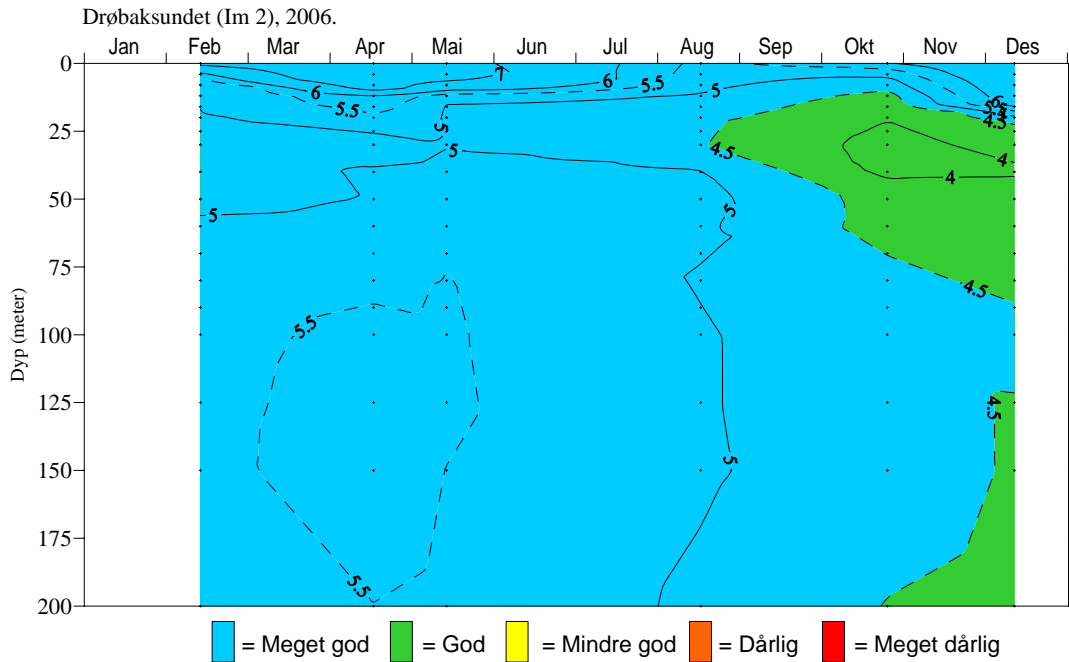 Drøbaksundet (Im 2), 2006.
Jan Feb Mar Apr Mai Jun Jul Aug Sep Okt Nov Des
0
25
50
75
100
125
150
175
200
Dyp (meter)
7
6 6 6
5.5 5.5 5.5
5 5 4.5
5 4.5
5 4 4
5 5
4.5
5.5
4.5
5
5.5
= Meget god = God = Mindre god = Dårlig = Meget dårlig